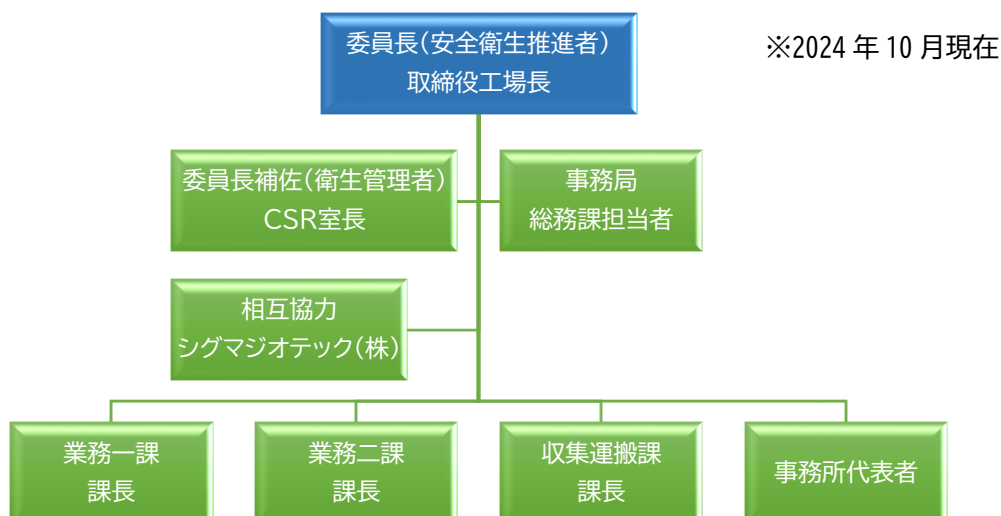 委員長(安全衛生推進者)
取締役工場長
※2024年10月現在
委員長補佐(衛生管理者)
CSR室長
事務局
総務課担当者
相互協力
シグマジオテック(株)
業務一課
課長
業務二課
課長
収集運搬課
課長
事務所代表者